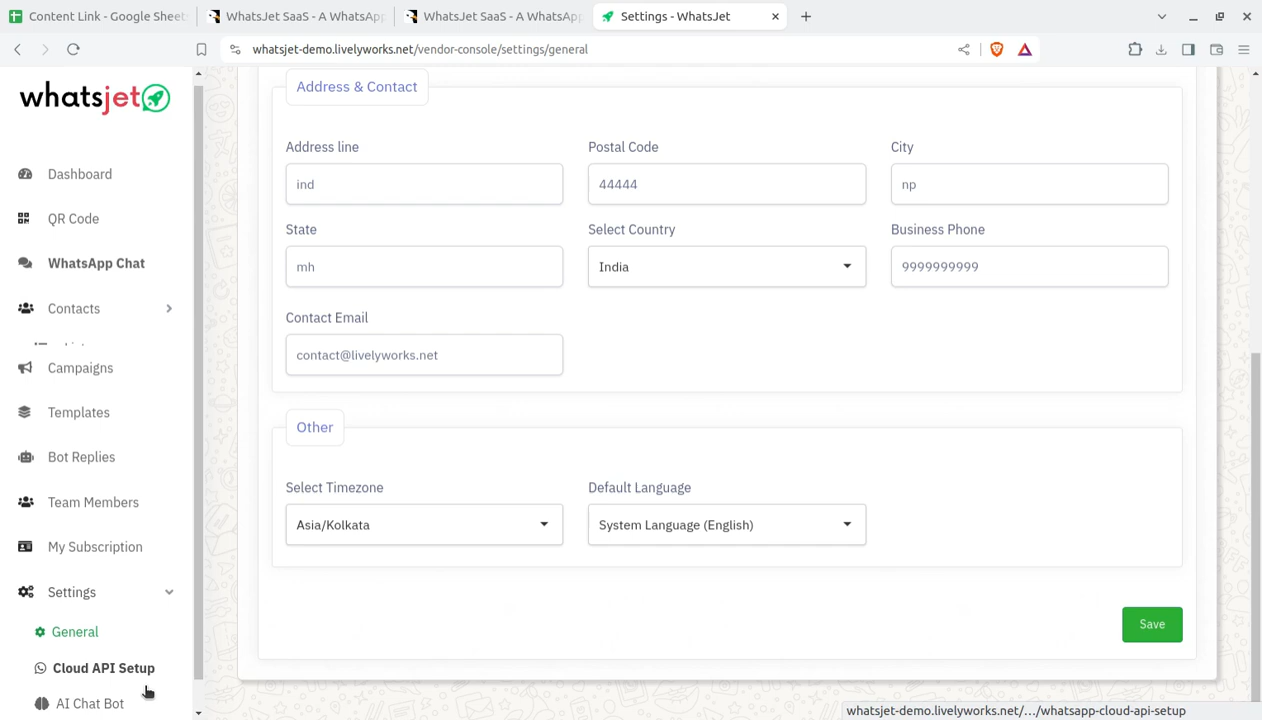 Content Link - Google Sheet
WhatsJet SaaS - A WhatsApp
WhatsJet SaaS - A WhatsApp
Settings - WhatsJet
whatsjet-demo.livelyworks.net/vendor-console/settings/general
whatsjet
Dashboard
QR Code
WhatsApp Chat
Contacts
Campaigns
Templates
Bot Replies
Team Members
My Subscription
Settings
General
Cloud API Setup
AI Chat Bot
Address & Contact
Address line
Postal Code
City
ind
44444
np
State
Select Country
Business Phone
mh
India
9999999999
Contact Email
contact@livelyworks.net
Other
Select Timezone
Default Language
Asia/Kolkata
System Language (English)
Save
whatsjet-demo.livelyworks.net/.../whatsapp-cloud-api-setup